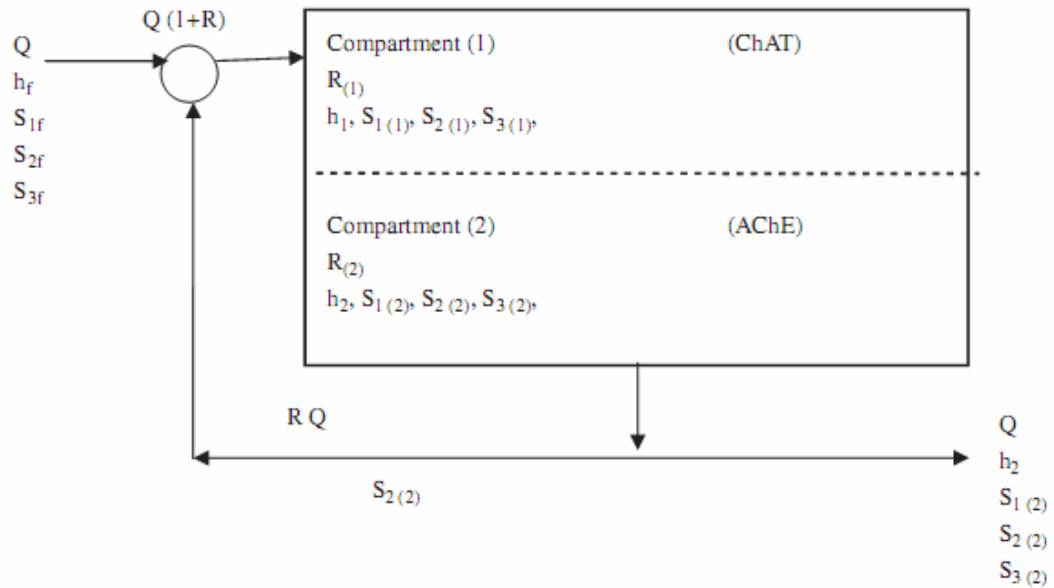 Q (1+R)
Q
h_f
S_1f
S_2f
S_3f
Compartment (1) (ChAT)
R_(1)
h_1, S_1 (1), S_2 (1), S_3 (1),
Compartment (2) (AChE)
R_(2)
h_2, S_1 (2), S_2 (2), S_3 (2),
R Q
S_2 (2)
Q
h_2
S_1 (2)
S_2 (2)
S_3 (2)